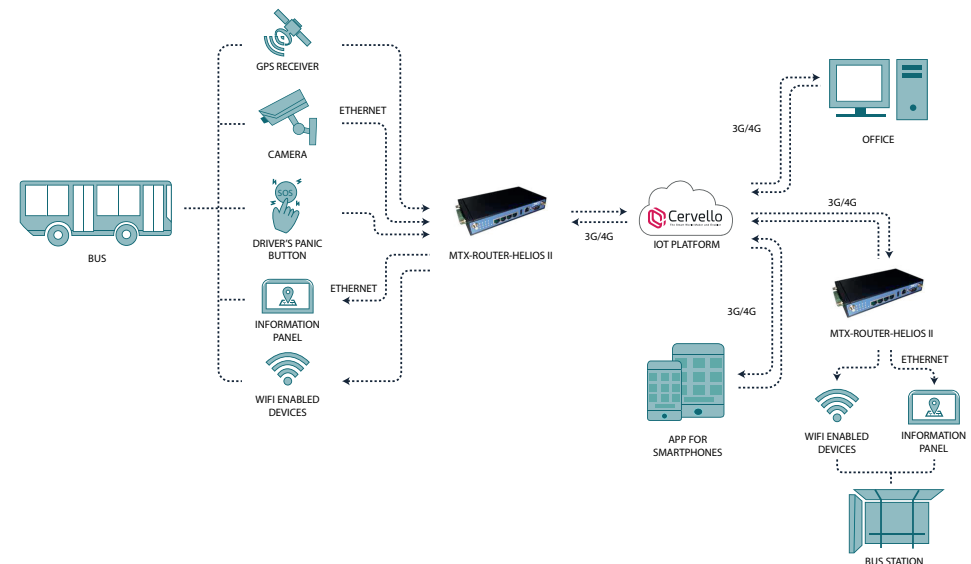 GPS RECEIVER
ETHERNET
CAMERA
SOS
DRIVER'S PANIC
BUTTON
BUS
ETHERNET
INFORMATION
PANEL
WIFI ENABLED
DEVICES
MTX-ROUTER-HELIOS II
3G/4G
Cervello
IOT PLATFORM
3G/4G
OFFICE
3G/4G
MTX-ROUTER-HELIOS II
3G/4G
APP FOR
SMARTPHONES
ETHERNET
WIFI ENABLED
DEVICES
INFORMATION
PANEL
BUS STATION